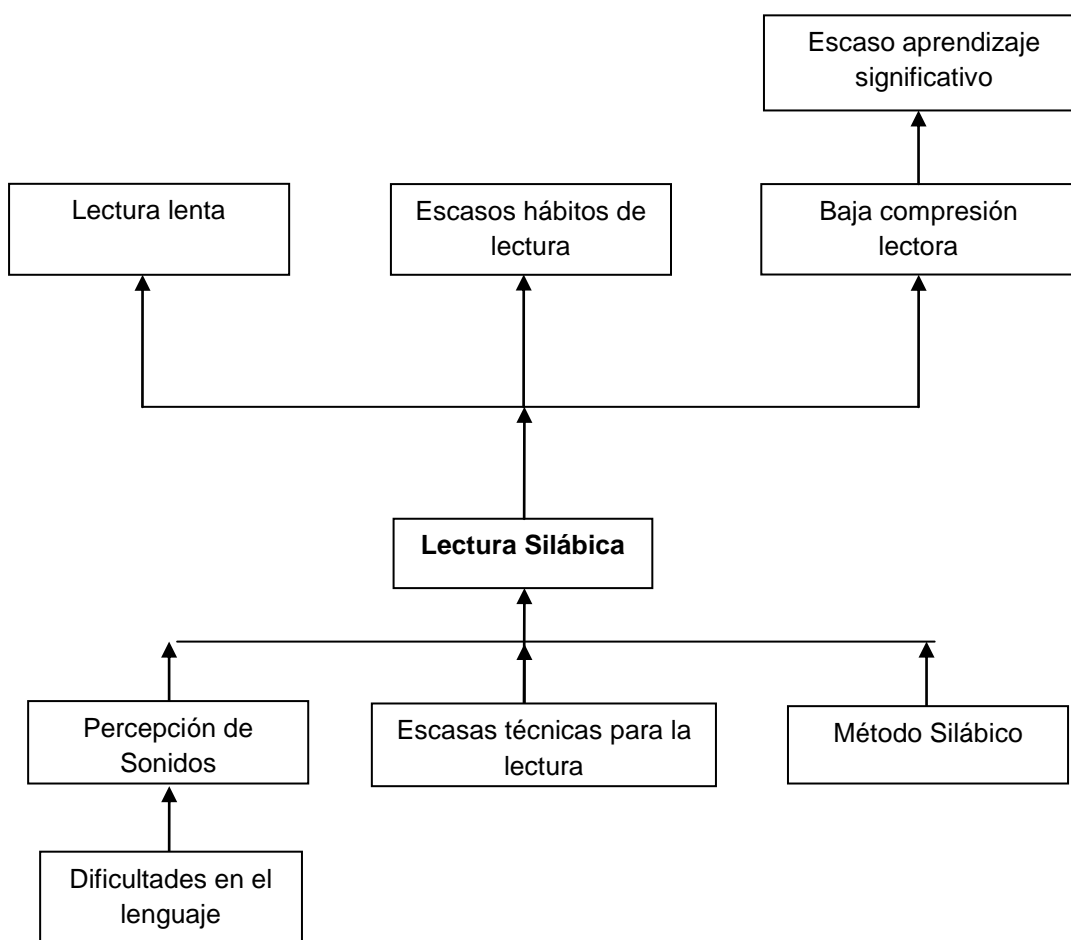 Escaso aprendizaje
significativo
Lectura lenta
Escasos hábitos de
lectura
Baja compresión
lectora
Lectura Silábica
Percepción de
Sonidos
Escasas técnicas para la
lectura
Método Silábico
Dificultades en el
lenguaje